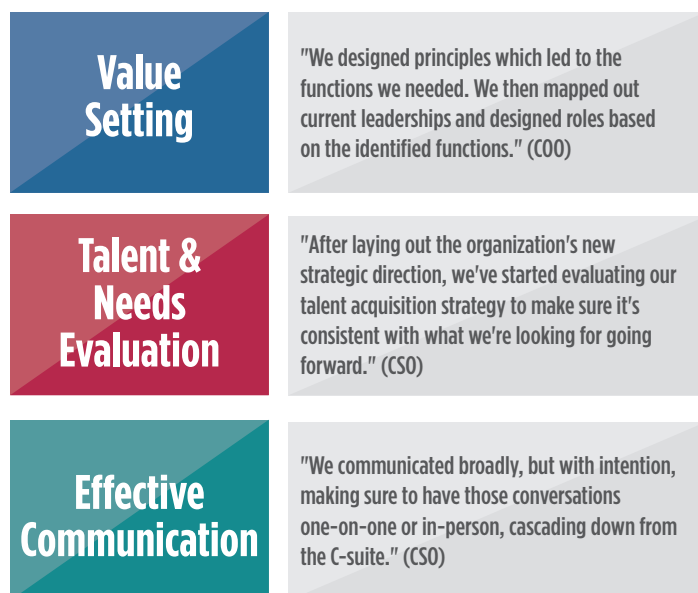 Value
Setting
"We designed principles which led to the
functions we needed. We then mapped out
current leaderships and designed roles based
on the identified functions." (COO)
Talent &
Needs
Evaluation
"After laying out the organization's new
strategic direction, we've started evaluating our
talent acquisition strategy to make sure it's
consistent with what we're looking for going
forward." (CSO)
Effective
Communication
"We communicated broadly, but with intention,
making sure to have those conversations
one-on-one or in-person, cascading down from
the C-suite." (CSO)